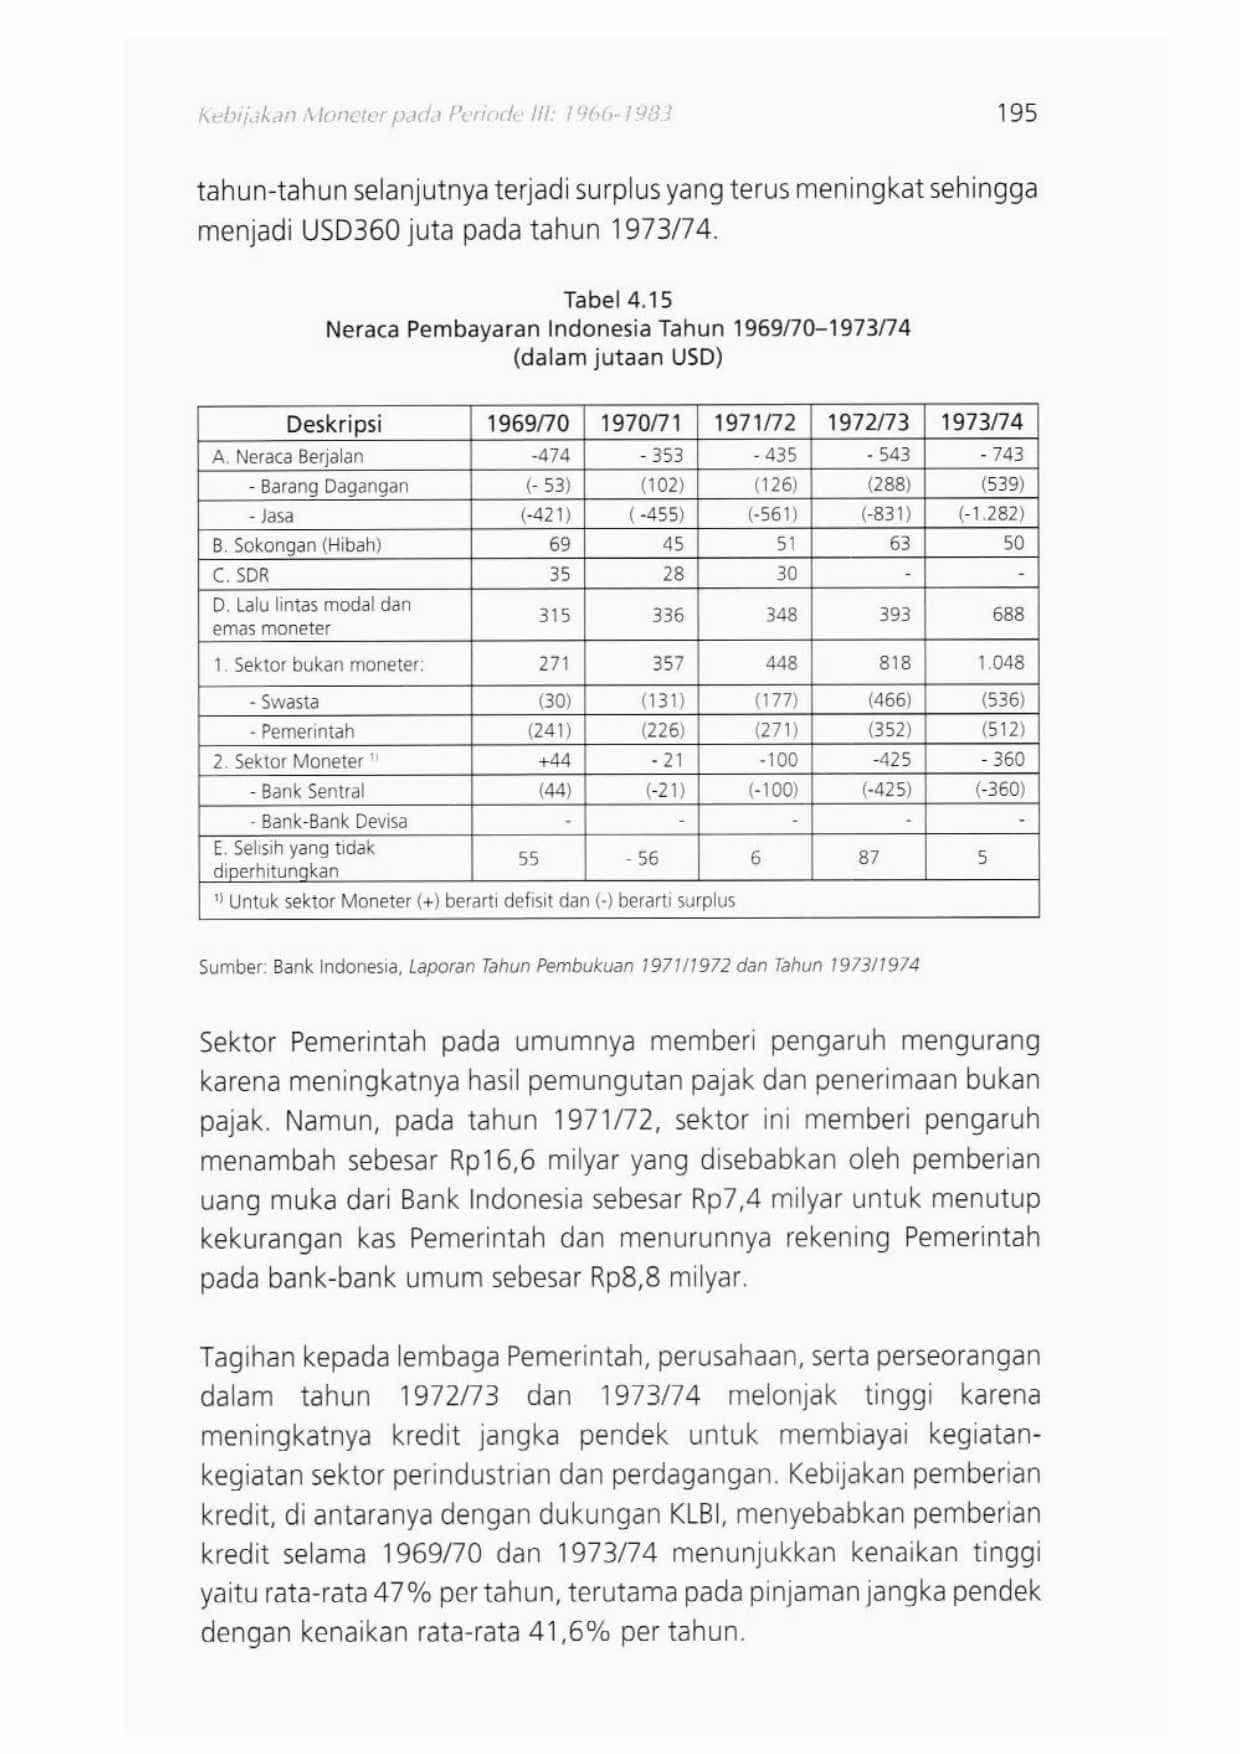 Kebijakan Moneter pada Periode III: 1966-1983 195
tahun-tahun selanjutnya terjadi surplus yang terus meningkat sehingga
menjadi USD360 juta pada tahun 1973/74.
Tabel 4.15
Neraca Pembayaran Indonesia Tahun 1969/70–1973/74
(dalam jutaan USD)
Deskripsi 1969/70 1970/71 1971/72 1972/73 1973/74
A. Neraca Berjalan -474 - 353 - 435 - 543 - 743
- Barang Dagangan (- 53) (102) (126) (288) (539)
- Jasa (-421) ( -455) (-561) (-831) (-1.282)
B. Sokongan (Hibah) 69 45 51 63 50
C. SDR 35 28 30 - -
D. Lalu lintas modal dan
emas moneter 315 336 348 393 688
1. Sektor bukan moneter: 271 357 448 818 1.048
- Swasta (30) (131) (177) (466) (536)
- Pemerintah (241) (226) (271) (352) (512)
2. Sektor Moneter ¹⁾ +44 - 21 -100 -425 - 360
- Bank Sentral (44) (-21) (-100) (-425) (-360)
- Bank-Bank Devisa - - - - -
E. Selisih yang tidak
diperhitungkan 55 - 56 6 87 5
¹⁾ Untuk sektor Moneter (+) berarti defisit dan (-) berarti surplus
Sumber: Bank Indonesia, Laporan Tahun Pembukuan 1971/1972 dan Tahun 1973/1974
Sektor Pemerintah pada umumnya memberi pengaruh mengurang
karena meningkatnya hasil pemungutan pajak dan penerimaan bukan
pajak. Namun, pada tahun 1971/72, sektor ini memberi pengaruh
menambah sebesar Rp16,6 milyar yang disebabkan oleh pemberian
uang muka dari Bank Indonesia sebesar Rp7,4 milyar untuk menutup
kekurangan kas Pemerintah dan menurunnya rekening Pemerintah
pada bank-bank umum sebesar Rp8,8 milyar.
Tagihan kepada lembaga Pemerintah, perusahaan, serta perseorangan
dalam tahun 1972/73 dan 1973/74 melonjak tinggi karena
meningkatnya kredit jangka pendek untuk membiayai kegiatan-
kegiatan sektor perindustrian dan perdagangan. Kebijakan pemberian
kredit, di antaranya dengan dukungan KLBI, menyebabkan pemberian
kredit selama 1969/70 dan 1973/74 menunjukkan kenaikan tinggi
yaitu rata-rata 47% per tahun, terutama pada pinjaman jangka pendek
dengan kenaikan rata-rata 41,6% per tahun.